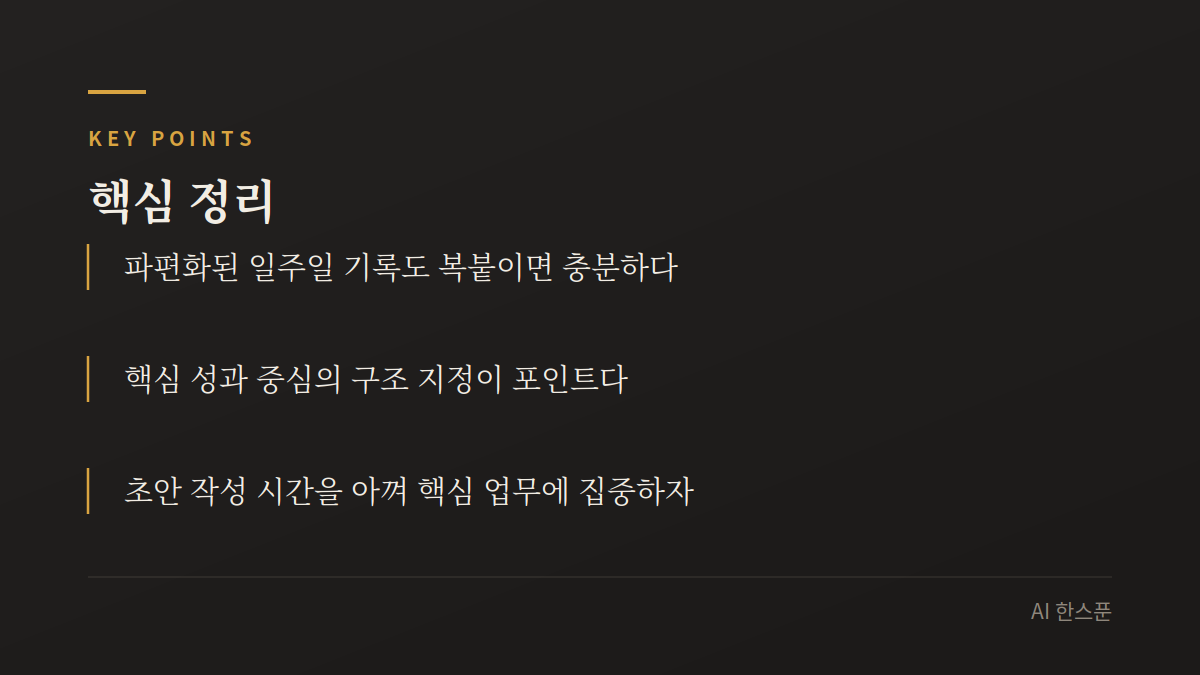 KEY POINTS
핵심 정리
파편화된 일주일 기록도 복붙이면 충분하다
핵심 성과 중심의 구조 지정이 포인트다
초안 작성 시간을 아껴 핵심 업무에 집중하자
AI 한스푼